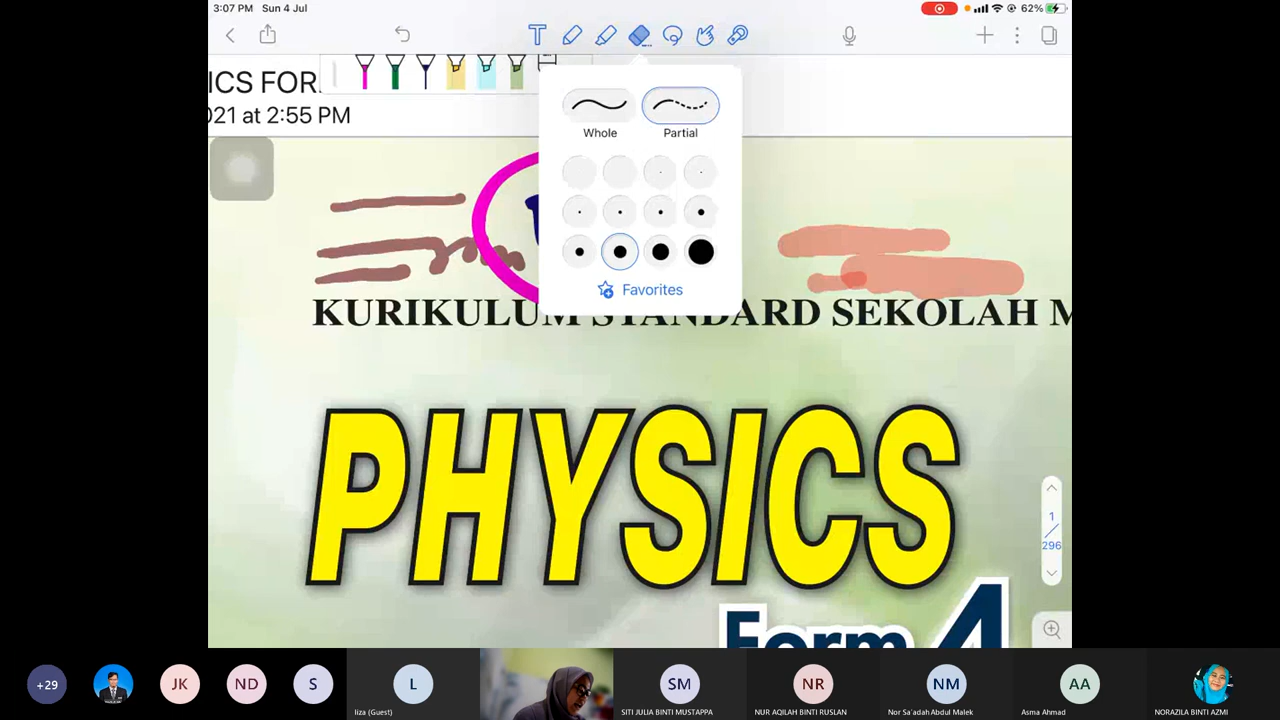 3:07 PM Sun 4 Jul
62%
T
ICS FOR
021 at 2:55 PM
Whole
Partial
Favorites
KURIKULUM STANDARD SEKOLAH M
PHYSICS
Form 4
1
296
+29
JK
ND
S
L
SM
NR
NM
AA
liza (Guest)
SITI JULIA BINTI MUSTAPPA
NUR AQILAH BINTI RUSLAN
Nor Sa'adah Abdul Malek
Asma Ahmad
NORAZILA BINTI AZMI